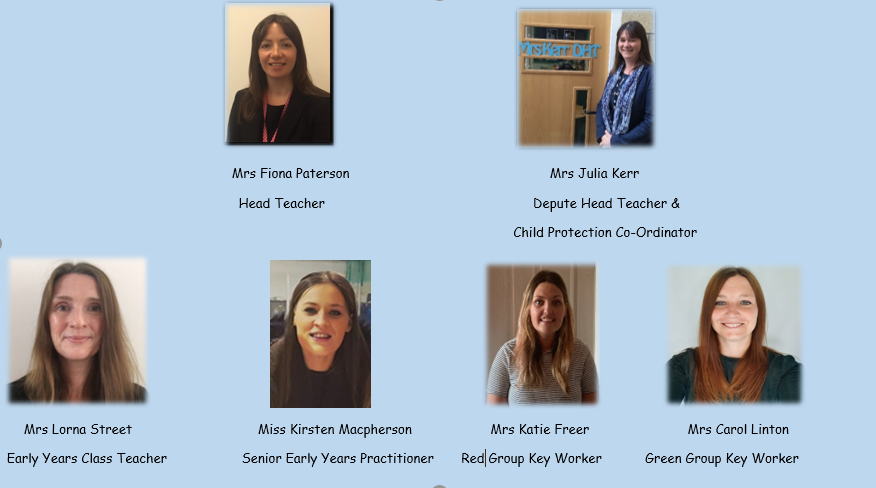 Mrs Kerr DHT
Mrs Fiona Paterson
Head Teacher
Mrs Julia Kerr
Depute Head Teacher &
Child Protection Co-Ordinator
Mrs Lorna Street
Early Years Class Teacher
Miss Kirsten Macpherson
Senior Early Years Practitioner
Mrs Katie Freer
Red Group Key Worker
Mrs Carol Linton
Green Group Key Worker